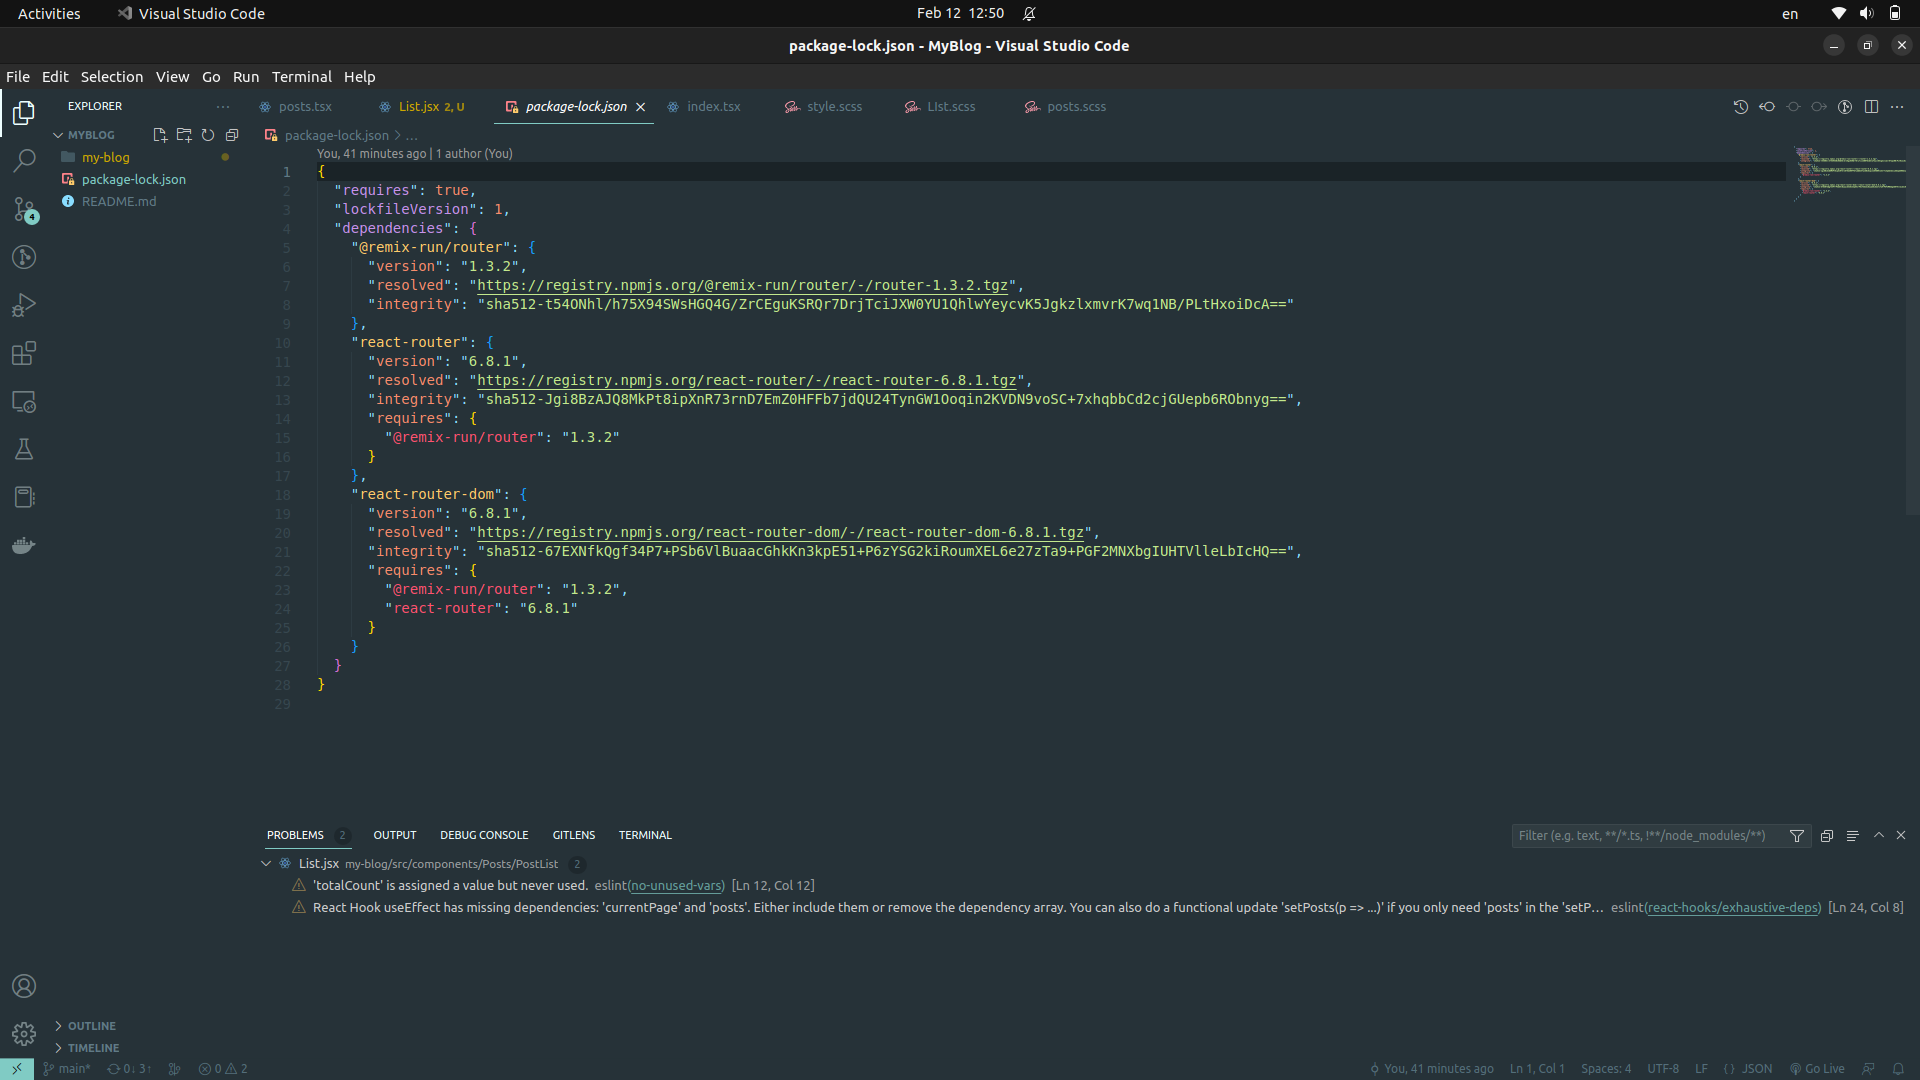 Activities
Visual Studio Code
Feb 12 12:50
en
package-lock.json - MyBlog - Visual Studio Code
File Edit Selection View Go Run Terminal Help
EXPLORER
posts.tsx
List.jsx 2, U
package-lock.json
index.tsx
style.scss
LIst.scss
posts.scss
MYBLOG
my-blog
package-lock.json
README.md
4
package-lock.json > ...
You, 41 minutes ago | 1 author (You)
1 {
2 "requires": true,
3 "lockfileVersion": 1,
4 "dependencies": {
5 "@remix-run/router": {
6 "version": "1.3.2",
7 "resolved": "https://registry.npmjs.org/@remix-run/router/-/router-1.3.2.tgz",
8 "integrity": "sha512-t54ONhl/h75X94SWsHGQ4G/ZrCEguKSRQr7DrjTciJXW0YU1QhlwYeycvK5JgkzlxmvrK7wq1NB/PLtHxoiDcA=="
9 },
10 "react-router": {
11 "version": "6.8.1",
12 "resolved": "https://registry.npmjs.org/react-router/-/react-router-6.8.1.tgz",
13 "integrity": "sha512-Jgi8BzAJQ8MkPt8ipXnR73rnD7EmZ0HFFb7jdQU24TynGW1Ooqin2KVDN9voSC+7xhqbbCd2cjGUepb6RObnyg==",
14 "requires": {
15 "@remix-run/router": "1.3.2"
16 }
17 },
18 "react-router-dom": {
19 "version": "6.8.1",
20 "resolved": "https://registry.npmjs.org/react-router-dom/-/react-router-dom-6.8.1.tgz",
21 "integrity": "sha512-67EXNfkQgf34P7+PSb6VlBuaacGhkKn3kpE51+P6zYSG2kiRoumXEL6e27zTa9+PGF2MNXbgIUHTVlleLbIcHQ==",
22 "requires": {
23 "@remix-run/router": "1.3.2",
24 "react-router": "6.8.1"
25 }
26 }
27 }
28 }
29
PROBLEMS 2
OUTPUT
DEBUG CONSOLE
GITLENS
TERMINAL
Filter (e.g. text, **/*.ts, !**/node_modules/**)
List.jsx my-blog/src/components/Posts/PostList 2
'totalCount' is assigned a value but never used. eslint(no-unused-vars) [Ln 12, Col 12]
React Hook useEffect has missing dependencies: 'currentPage' and 'posts'. Either include them or remove the dependency array. You can also do a functional update 'setPosts(p => ...)' if you only need 'posts' in the 'setP... eslint(react-hooks/exhaustive-deps) [Ln 24, Col 8]
OUTLINE
TIMELINE
main*
0↓ 3↑
0 2
You, 41 minutes ago
Ln 1, Col 1
Spaces: 4
UTF-8
LF
{ } JSON
Go Live